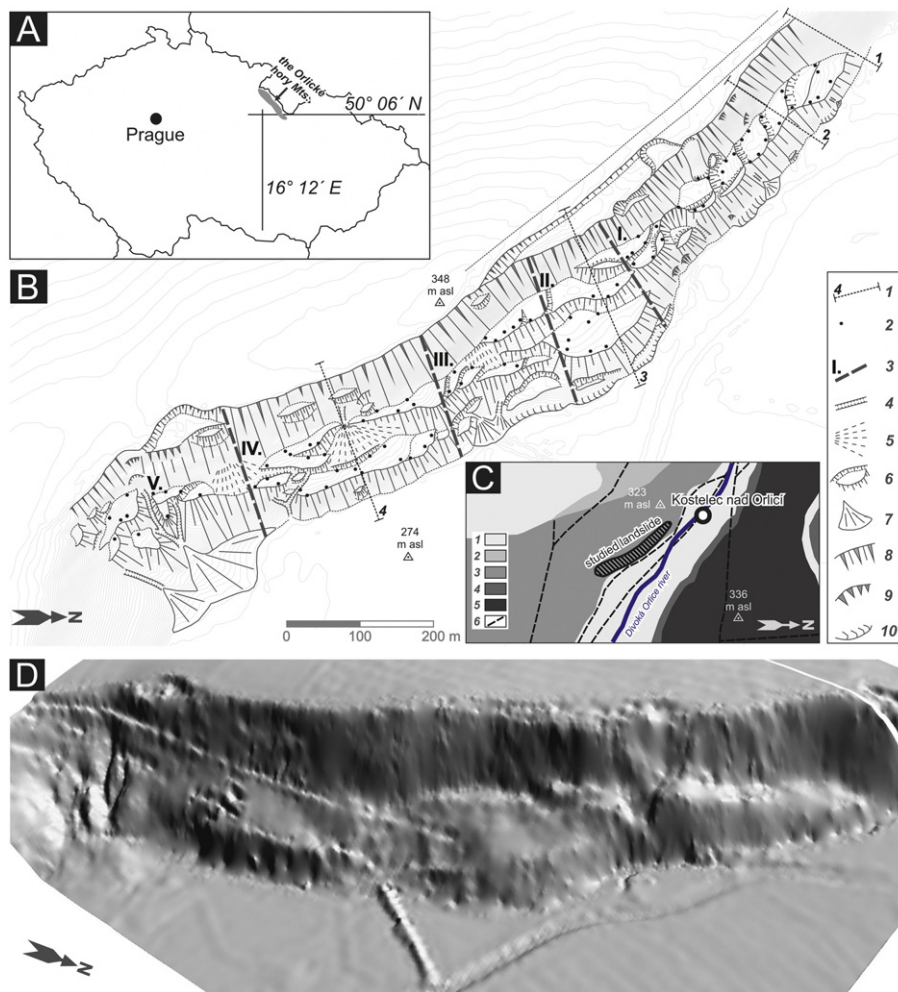 A
the Orlické
hory Mts.
50° 06´ N
Prague
16° 12´ E
B
348
m asl
1
2
I.
II.
III.
3
IV.
V.
4
274
m asl
N
0 100 200 m
4 1
2
I. 3
4
5
6
7
8
9
10
C
323
m asl
Kostelec nad Orlicí
studied landslide
Divoká Orlice river
336
m asl
1
2
3
4
5
6
N
D
N